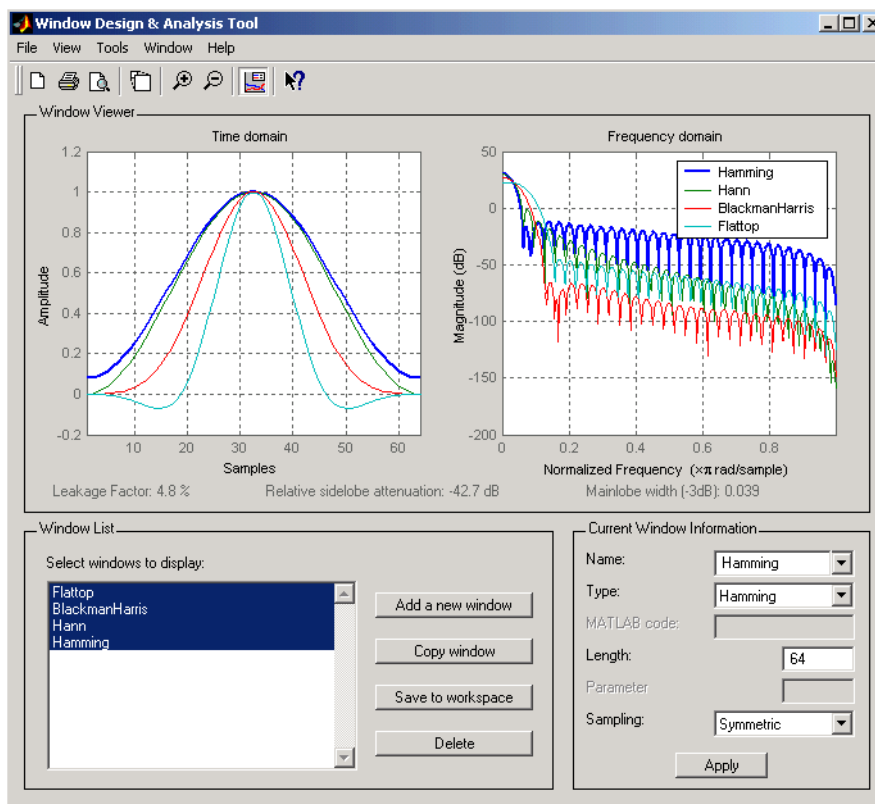 Window Design & Analysis Tool
File View Tools Window Help
Window Viewer
Time domain
1.2
1
0.8
0.6
0.4
0.2
0
-0.2
Amplitude
10 20 30 40 50 60
Samples
Frequency domain
50
0
-50
-100
-150
-200
Magnitude (dB)
Hamming
Hann
BlackmanHarris
Flattop
0 0.2 0.4 0.6 0.8
Normalized Frequency (×π rad/sample)
Leakage Factor: 4.8 % Relative sidelobe attenuation: -42.7 dB Mainlobe width (-3dB): 0.039
Window List
Select windows to display:
Flattop
BlackmanHarris
Hann
Hamming
Add a new window
Copy window
Save to workspace
Delete
Current Window Information
Name: Hamming
Type: Hamming
MATLAB code:
Length: 64
Parameter
Sampling: Symmetric
Apply